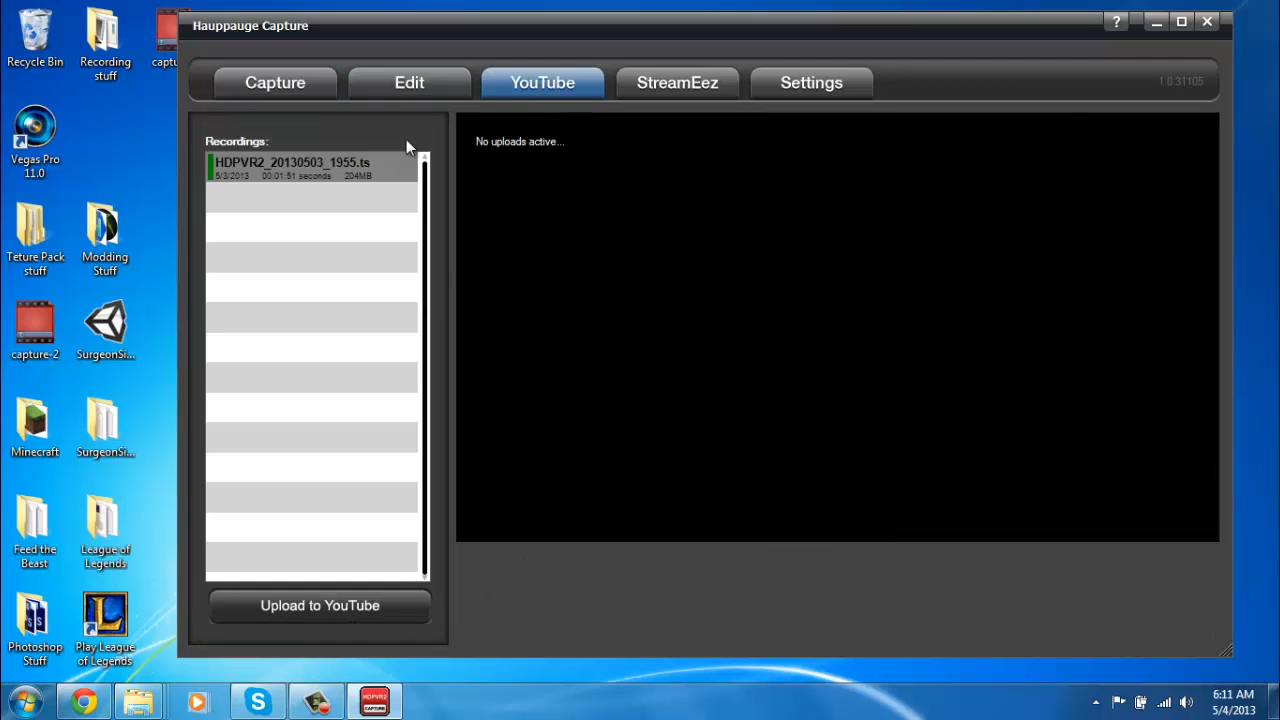 Hauppauge Capture
?
Capture
Edit
YouTube
StreamEez
Settings
1.0.31105
Recordings:
HDPVR2_20130503_1955.ts
5/3/2013 00:01:51 seconds 204MB
No uploads active...
Upload to YouTube
Recycle Bin
Recording stuff
captu
Vegas Pro 11.0
Teture Pack stuff
Modding Stuff
capture-2
SurgeonSi...
Minecraft
SurgeonSi...
Feed the Beast
League of Legends
Photoshop Stuff
Play League of Legends
HDPVR2
CAPTURE
6:11 AM
5/4/2013